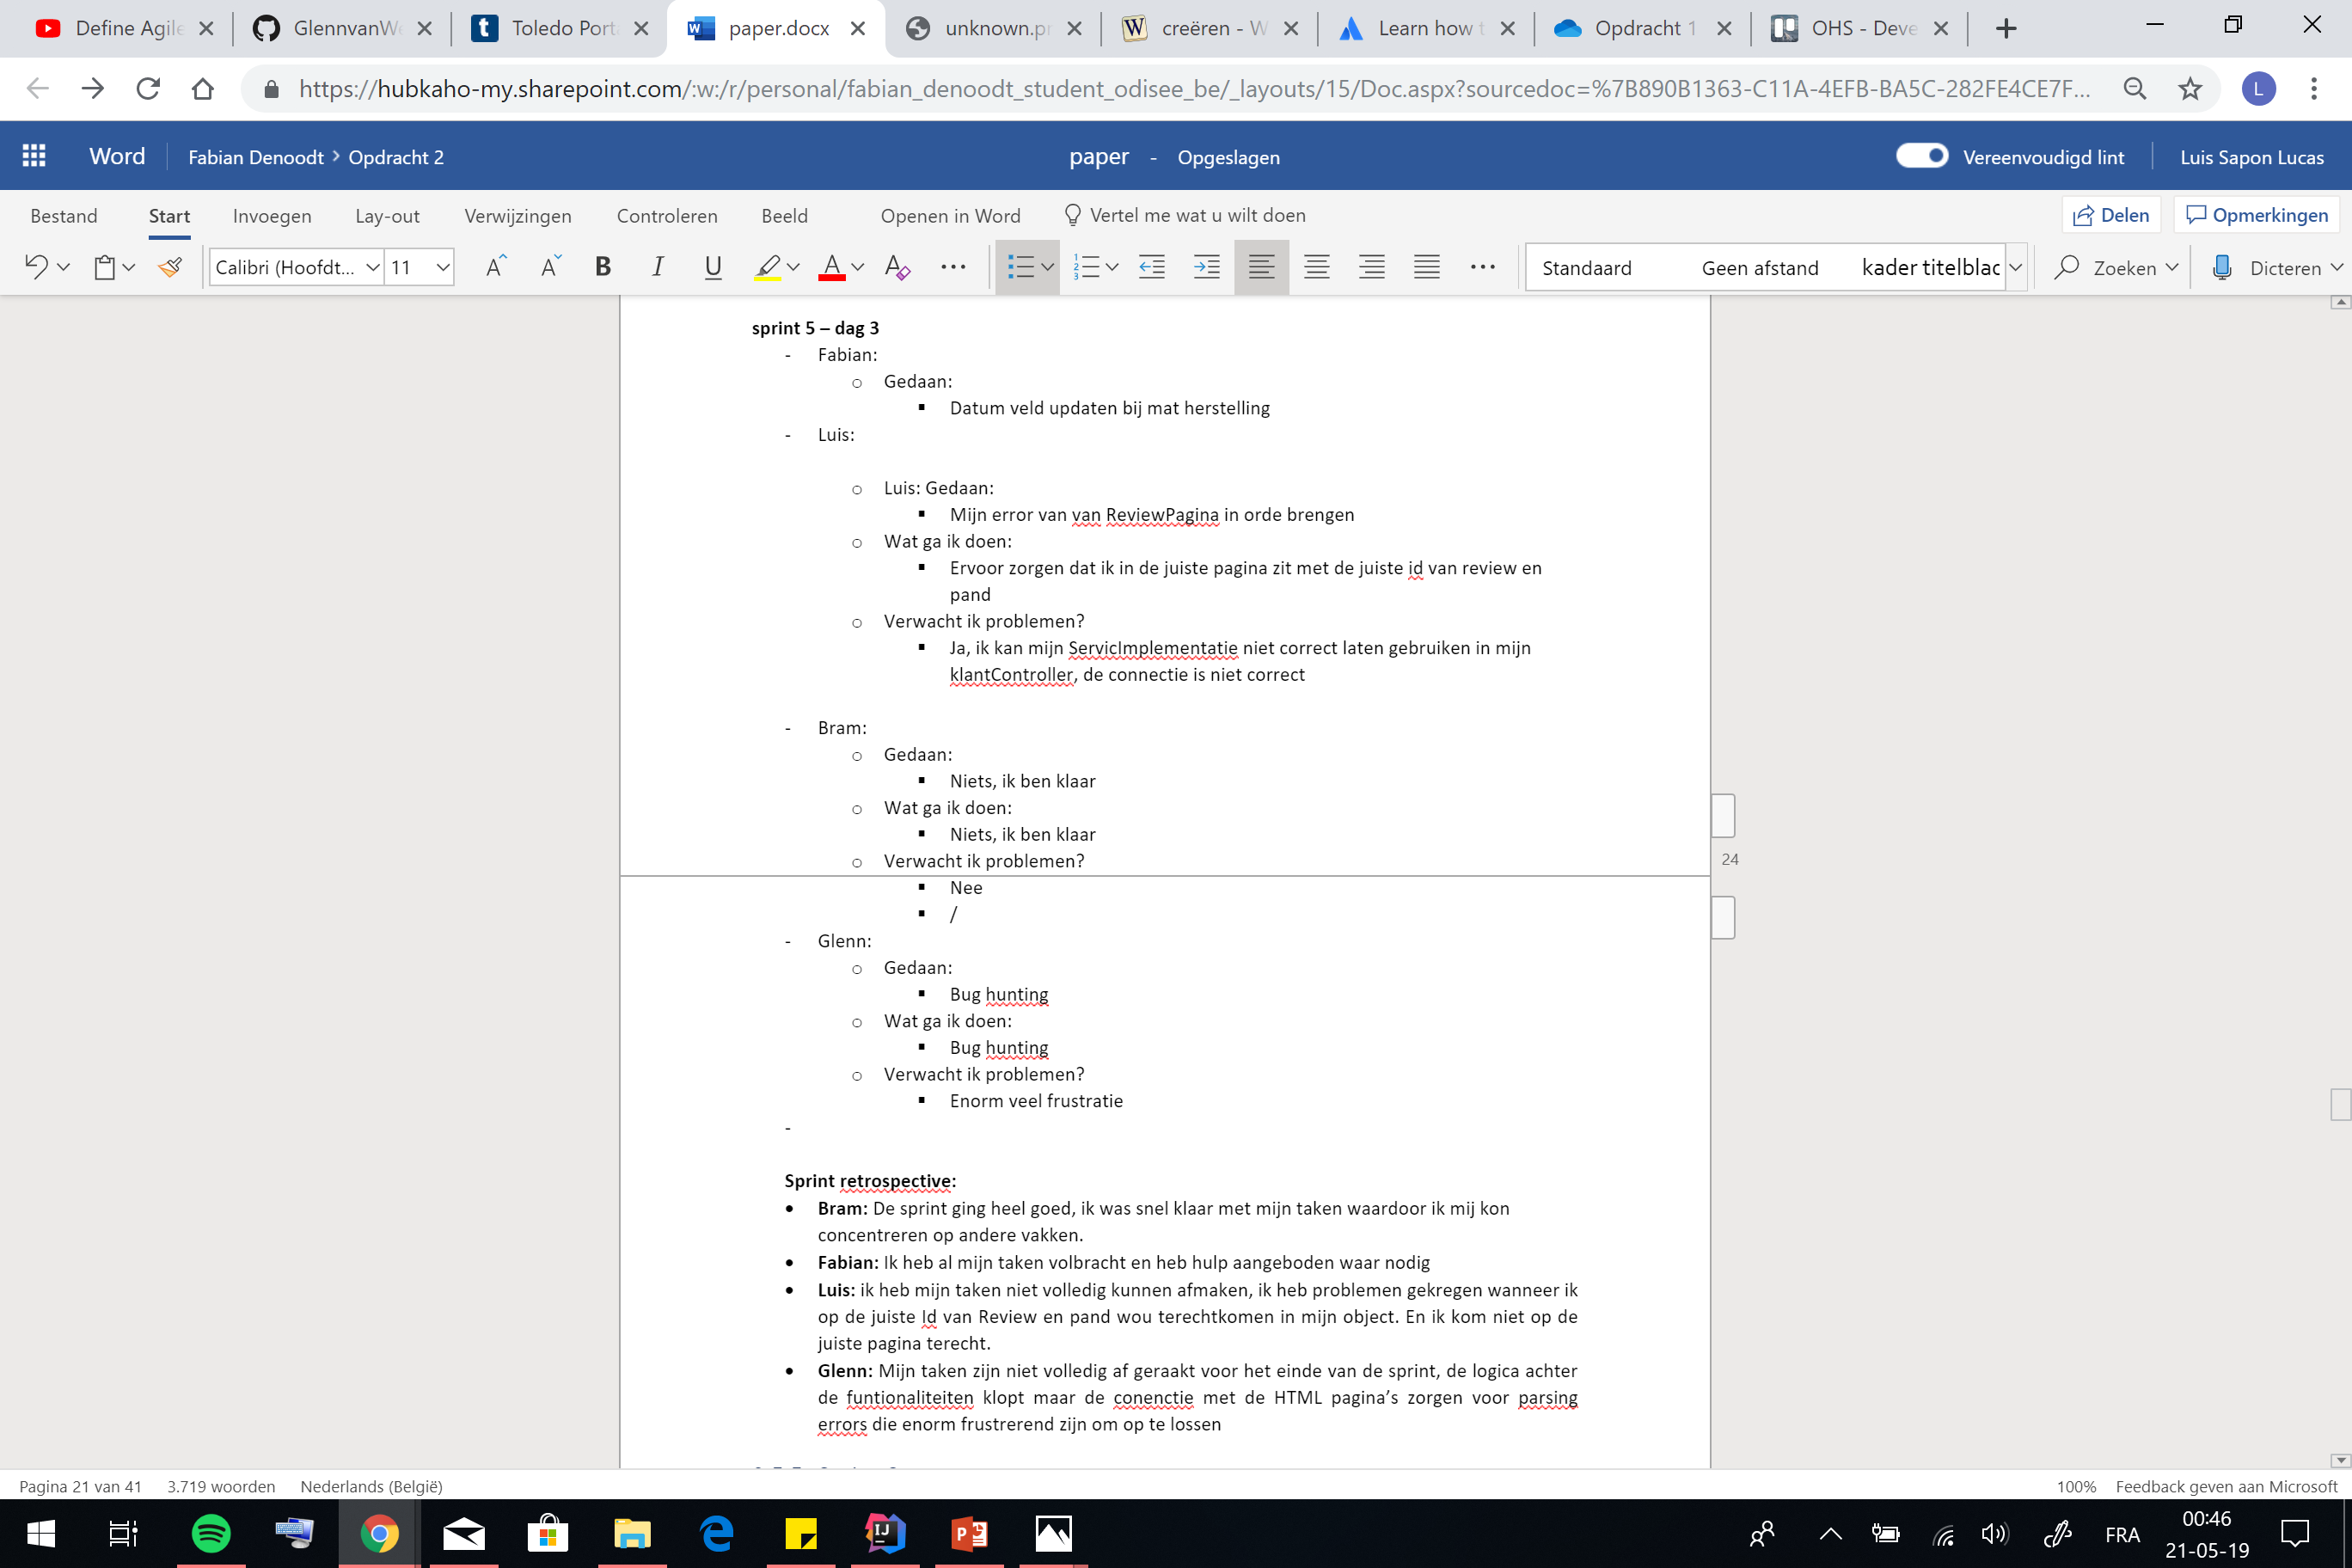 Define Agile
GlennvanWe
Toledo Porta
paper.docx
unknown.pr
creëren - W
Learn how t
Opdracht 1
OHS - Deve
https://hubkaho-my.sharepoint.com/:w:/r/personal/fabian_denoodt_student_odisee_be/_layouts/15/Doc.aspx?sourcedoc=%7B890B1363-C11A-4EFB-BA5C-282FE4CE7F...
L
Word
Fabian Denoodt > Opdracht 2
paper - Opgeslagen
Vereenvoudigd lint
Luis Sapon Lucas
Bestand
Start
Invoegen
Lay-out
Verwijzingen
Controleren
Beeld
Openen in Word
Vertel me wat u wilt doen
Delen
Opmerkingen
Calibri (Hoofdt...
11
Standaard
Geen afstand
kader titelblac
Zoeken
Dicteren
sprint 5 – dag 3
- Fabian:
o Gedaan:
▪ Datum veld updaten bij mat herstelling
- Luis:
o Luis: Gedaan:
▪ Mijn error van van ReviewPagina in orde brengen
o Wat ga ik doen:
▪ Ervoor zorgen dat ik in de juiste pagina zit met de juiste id van review en
pand
o Verwacht ik problemen?
▪ Ja, ik kan mijn ServicImplementatie niet correct laten gebruiken in mijn
klantController, de connectie is niet correct
- Bram:
o Gedaan:
▪ Niets, ik ben klaar
o Wat ga ik doen:
▪ Niets, ik ben klaar
o Verwacht ik problemen?
24
▪ Nee
▪ /
- Glenn:
o Gedaan:
▪ Bug hunting
o Wat ga ik doen:
▪ Bug hunting
o Verwacht ik problemen?
▪ Enorm veel frustratie
-
Sprint retrospective:
• Bram: De sprint ging heel goed, ik was snel klaar met mijn taken waardoor ik mij kon
concentreren op andere vakken.
• Fabian: Ik heb al mijn taken volbracht en heb hulp aangeboden waar nodig
• Luis: ik heb mijn taken niet volledig kunnen afmaken, ik heb problemen gekregen wanneer ik
op de juiste Id van Review en pand wou terechtkomen in mijn object. En ik kom niet op de
juiste pagina terecht.
• Glenn: Mijn taken zijn niet volledig af geraakt voor het einde van de sprint, de logica achter
de funtionaliteiten klopt maar de conenctie met de HTML pagina’s zorgen voor parsing
errors die enorm frustrerend zijn om op te lossen
Pagina 21 van 41
3.719 woorden
Nederlands (België)
100%
Feedback geven aan Microsoft
FRA
00:46
21-05-19